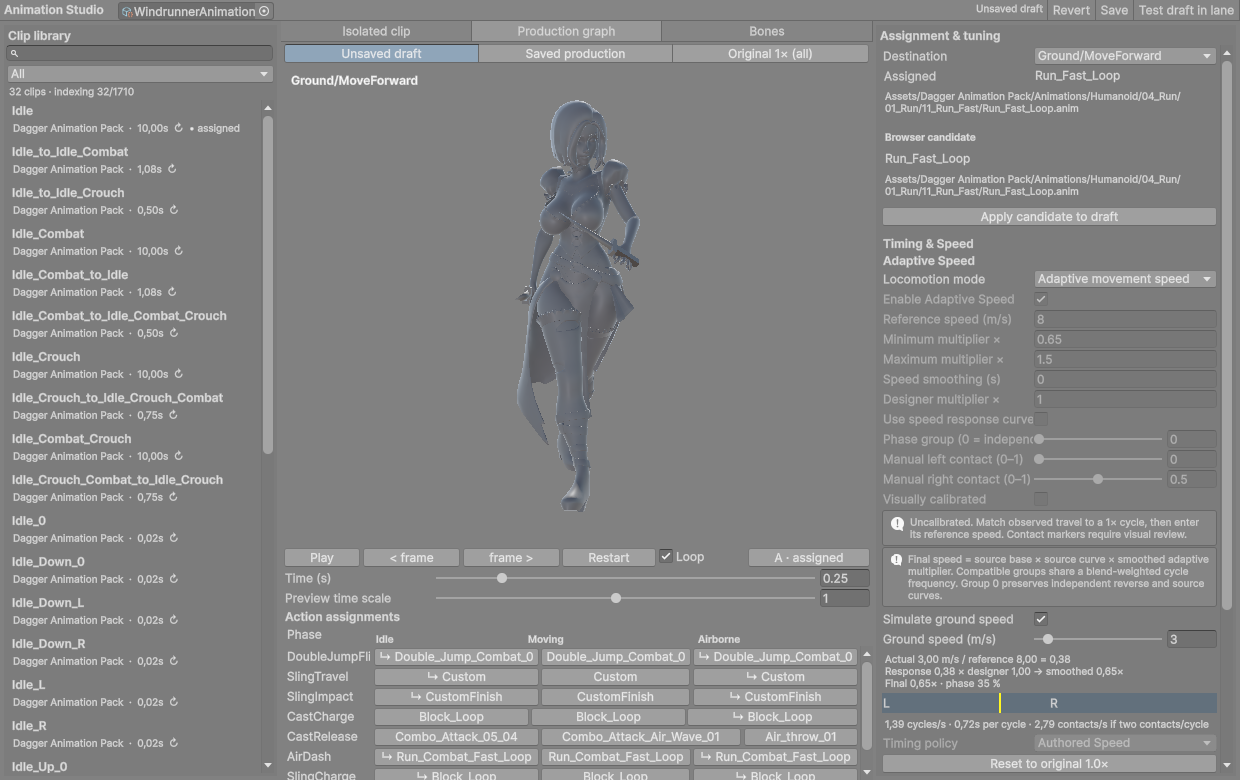 Animation Studio
WindrunnerAnimation
Unsaved draft
Revert
Save
Test draft in lane
Clip library
All
32 clips · indexing 32/1710
Idle
Dagger Animation Pack · 10,00s • assigned
Idle_to_Idle_Combat
Dagger Animation Pack · 1,08s
Idle_to_Idle_Crouch
Dagger Animation Pack · 0,50s
Idle_Combat
Dagger Animation Pack · 10,00s
Idle_Combat_to_Idle
Dagger Animation Pack · 1,08s
Idle_Combat_to_Idle_Combat_Crouch
Dagger Animation Pack · 0,50s
Idle_Crouch
Dagger Animation Pack · 10,00s
Idle_Crouch_to_Idle_Crouch_Combat
Dagger Animation Pack · 0,75s
Idle_Combat_Crouch
Dagger Animation Pack · 10,00s
Idle_Crouch_Combat_to_Idle_Crouch
Dagger Animation Pack · 0,75s
Idle_0
Dagger Animation Pack · 0,02s
Idle_Down_0
Dagger Animation Pack · 0,02s
Idle_Down_L
Dagger Animation Pack · 0,02s
Idle_Down_R
Dagger Animation Pack · 0,02s
Idle_L
Dagger Animation Pack · 0,02s
Idle_R
Dagger Animation Pack · 0,02s
Idle_Up_0
Isolated clip
Production graph
Bones
Unsaved draft
Saved production
Original 1× (all)
Ground/MoveForward
Play
< frame
frame >
Restart
Loop
A · assigned
Time (s)
0.25
Preview time scale
1
Action assignments
Phase
Idle
Moving
Airborne
DoubleJumpFli
↪ Double_Jump_Combat_0
Double_Jump_Combat_0
↪ Double_Jump_Combat_0
SlingTravel
↪ Custom
Custom
↪ Custom
SlingImpact
↪ CustomFinish
CustomFinish
↪ CustomFinish
CastCharge
Block_Loop
Block_Loop
↪ Block_Loop
CastRelease
Combo_Attack_05_04
Combo_Attack_Air_Wave_01
Air_throw_01
AirDash
↪ Run_Combat_Fast_Loop
Run_Combat_Fast_Loop
↪ Run_Combat_Fast_Loop
SlingCharge
↪ Block_Loop
Block_Loop
↪ Block_Loop
Assignment & tuning
Destination
Ground/MoveForward
Assigned
Run_Fast_Loop
Assets/Dagger Animation Pack/Animations/Humanoid/04_Run/
01_Run/11_Run_Fast/Run_Fast_Loop.anim
Browser candidate
Run_Fast_Loop
Assets/Dagger Animation Pack/Animations/Humanoid/04_Run/
01_Run/11_Run_Fast/Run_Fast_Loop.anim
Apply candidate to draft
Timing & Speed
Adaptive Speed
Locomotion mode
Adaptive movement speed
Enable Adaptive Speed
Reference speed (m/s)
8
Minimum multiplier ×
0.65
Maximum multiplier ×
1.5
Speed smoothing (s)
0
Designer multiplier ×
1
Use speed response curve
Phase group (0 = independ
0
Manual left contact (0–1)
0
Manual right contact (0–1)
0.5
Visually calibrated
Uncalibrated. Match observed travel to a 1× cycle, then enter
its reference speed. Contact markers require visual review.
Final speed = source base × source curve × smoothed adaptive
multiplier. Compatible groups share a blend-weighted cycle
frequency. Group 0 preserves independent reverse and source
curves.
Simulate ground speed
Ground speed (m/s)
3
Actual 3,00 m/s / reference 8,00 = 0,38
Response 0,38 × designer 1,00 → smoothed 0,65×
Final 0,65× · phase 35 %
L
R
1,39 cycles/s · 0,72s per cycle · 2,79 contacts/s if two contacts/cycle
Timing policy
Authored Speed
Reset to original 1.0×